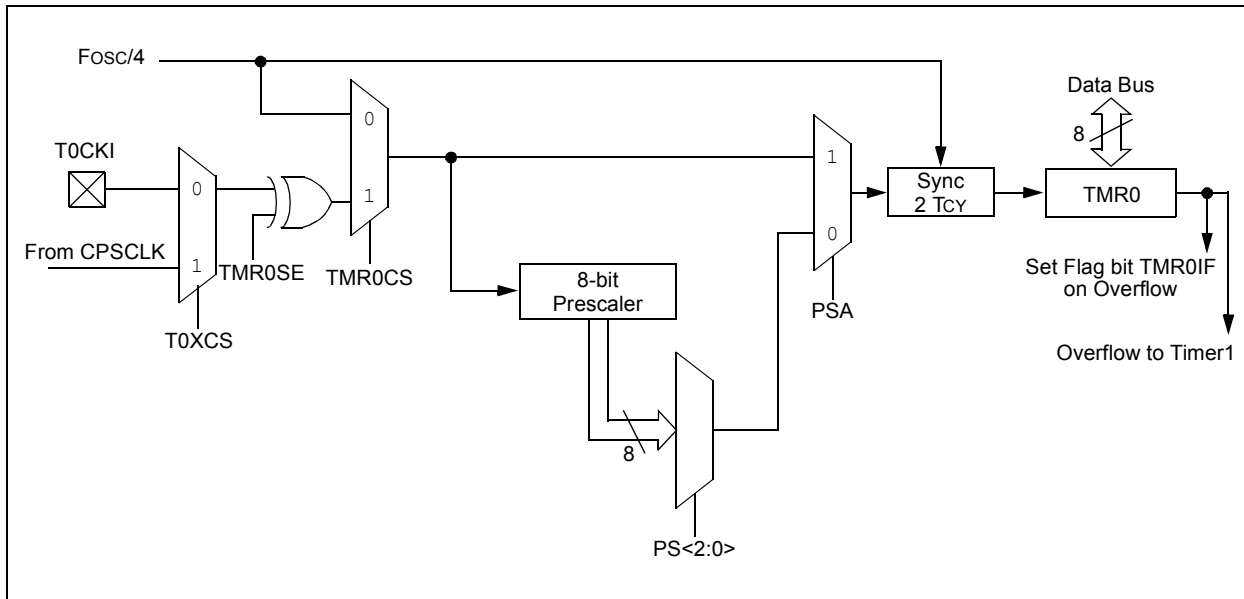 FOSC/4
Data Bus
8
T0CKI
0
1
0
1
0
1
0
Sync
2 TCY
TMR0
From CPSCLK
TMR0SE
TMR0CS
T0XCS
8-bit
Prescaler
PSA
Set Flag bit TMR0IF
on Overflow
Overflow to Timer1
8
PS<2:0>